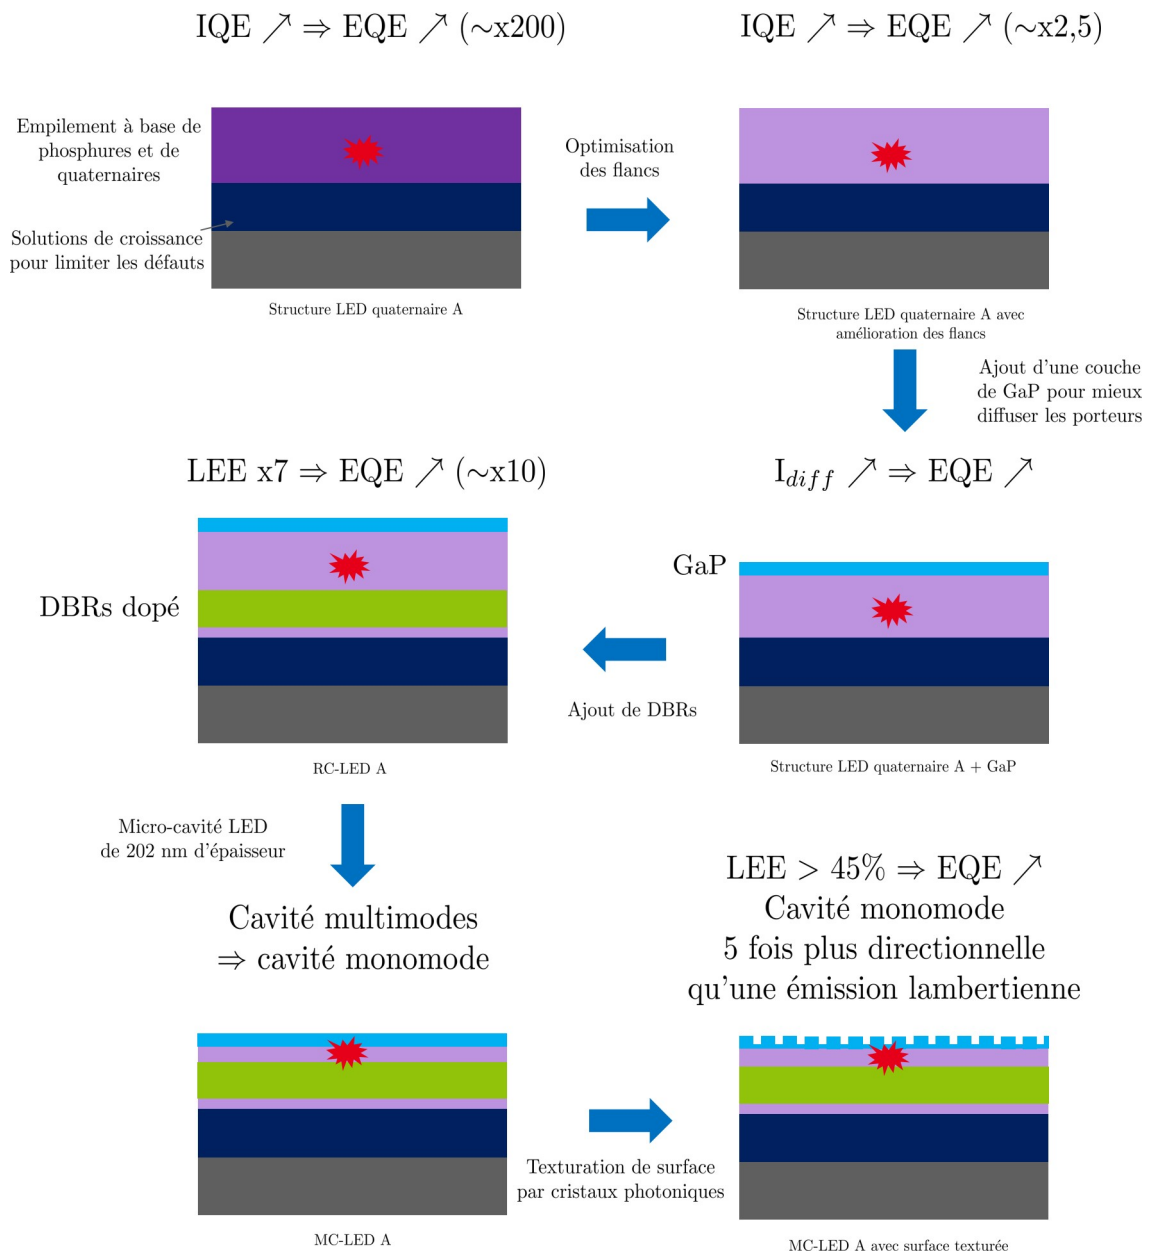 IQE ↗ ⇒ EQE ↗ (∼x200)
Empilement à base de
phosphures et de
quaternaires
Solutions de croissance
pour limiter les défauts
Structure LED quaternaire A
Optimisation
des flancs
IQE ↗ ⇒ EQE ↗ (∼x2,5)
Structure LED quaternaire A avec
amélioration des flancs
Ajout d'une couche
de GaP pour mieux
diffuser les porteurs
I_diff ↗ ⇒ EQE ↗
GaP
Structure LED quaternaire A + GaP
Ajout de DBRs
LEE x7 ⇒ EQE ↗ (∼x10)
DBRs dopé
RC-LED A
Micro-cavité LED
de 202 nm d'épaisseur
Cavité multimodes
⇒ cavité monomode
MC-LED A
Texturation de surface
par cristaux photoniques
LEE > 45% ⇒ EQE ↗
Cavité monomode
5 fois plus directionnelle
qu'une émission lambertienne
MC-LED A avec surface texturée